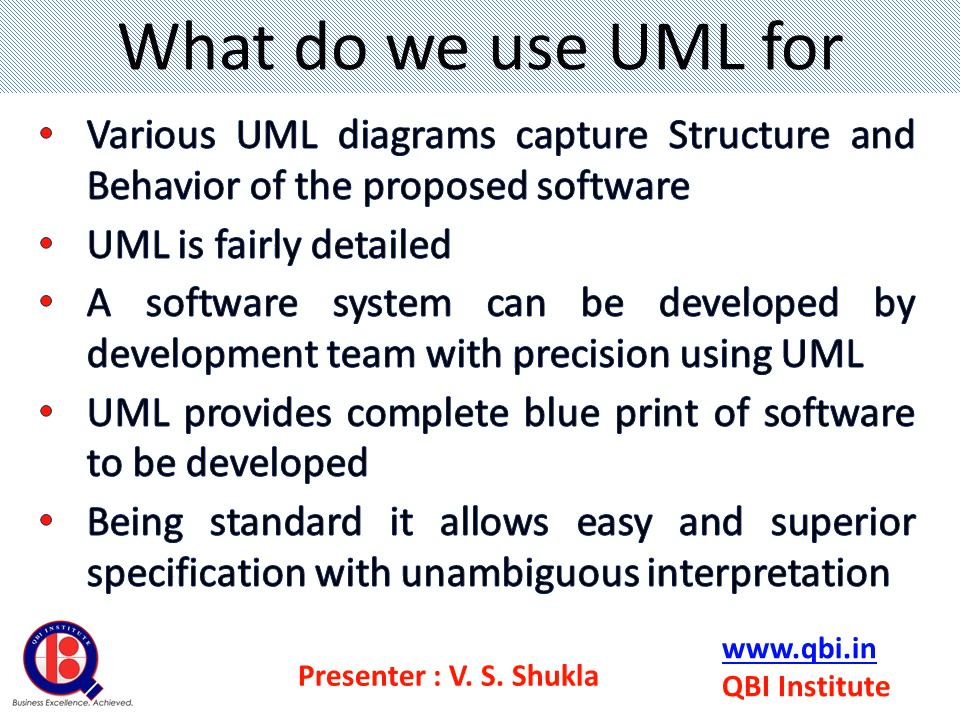 What do we use UML for
• Various UML diagrams capture Structure and
Behavior of the proposed software
• UML is fairly detailed
• A software system can be developed by
development team with precision using UML
• UML provides complete blue print of software
to be developed
• Being standard it allows easy and superior
specification with unambiguous interpretation
QBI INSTITUTE
Business Excellence. Achieved.
Presenter : V. S. Shukla
www.qbi.in
QBI Institute